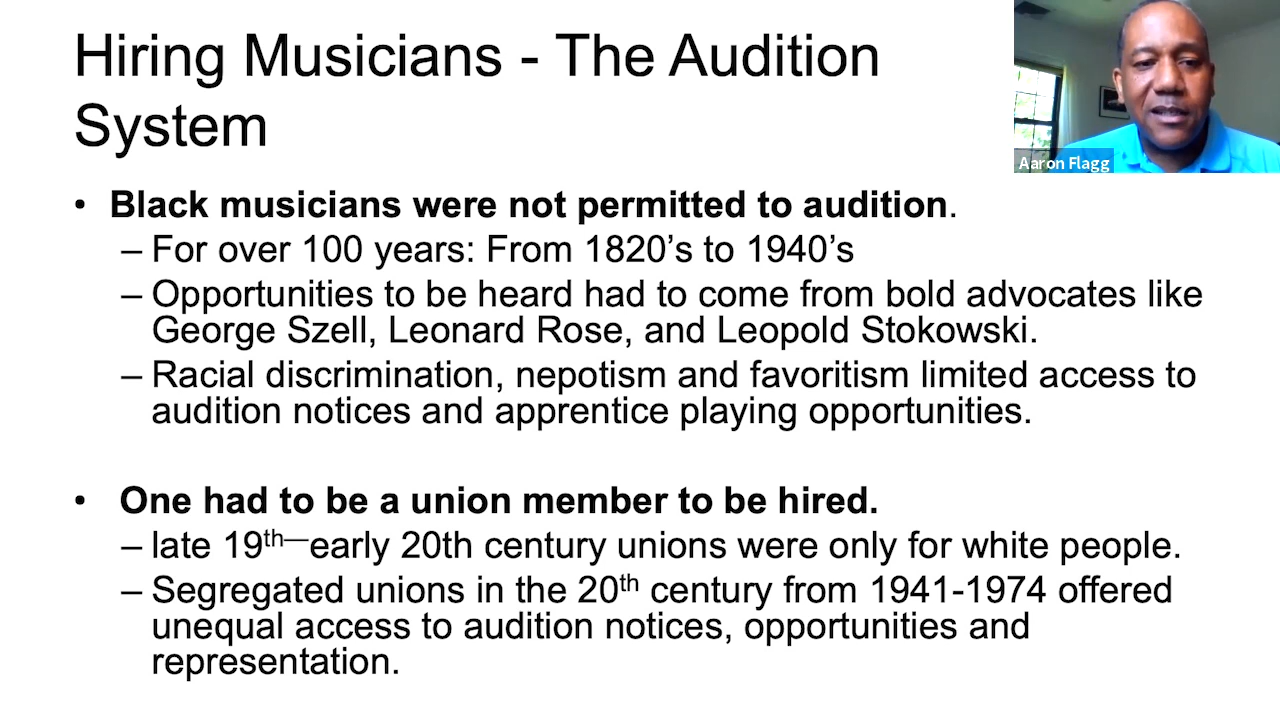 Hiring Musicians - The Audition
System
Aaron Flagg
• Black musicians were not permitted to audition.
– For over 100 years: From 1820’s to 1940’s
– Opportunities to be heard had to come from bold advocates like
George Szell, Leonard Rose, and Leopold Stokowski.
– Racial discrimination, nepotism and favoritism limited access to
audition notices and apprentice playing opportunities.
• One had to be a union member to be hired.
– late 19th—early 20th century unions were only for white people.
– Segregated unions in the 20th century from 1941-1974 offered
unequal access to audition notices, opportunities and
representation.